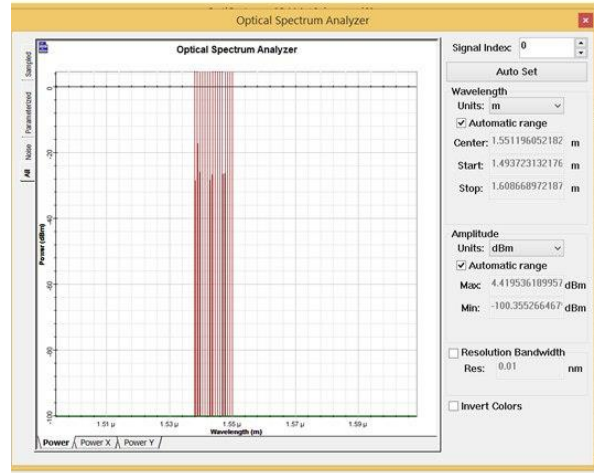 Optical Spectrum Analyzer
Optical Spectrum Analyzer
Sampled
Parameterized
Noise
All
Power (dBm)
0
-20
-40
-60
-80
-100
1.51 µ
1.53 µ
1.55 µ
1.57 µ
1.59 µ
Wavelength (m)
Power
Power X
Power Y
Signal Index: 0
Auto Set
Wavelength
Units: m
Automatic range
Center: 1.551196052182 m
Start: 1.493723132176 m
Stop: 1.608668972187 m
Amplitude
Units: dBm
Automatic range
Max: 4.419536189957 dBm
Min: -100.355266467 dBm
Resolution Bandwidth
Res: 0.01 nm
Invert Colors